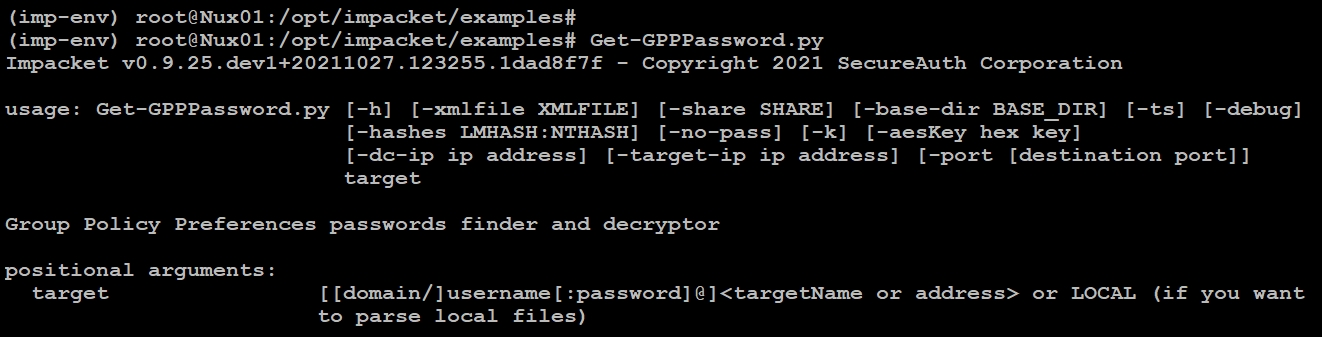 (imp-env) root@Nux01:/opt/impacket/examples#
(imp-env) root@Nux01:/opt/impacket/examples# Get-GPPPassword.py
Impacket v0.9.25.dev1+20211027.123255.1dad8f7f - Copyright 2021 SecureAuth Corporation
usage: Get-GPPPassword.py [-h] [-xmlfile XMLFILE] [-share SHARE] [-base-dir BASE_DIR] [-ts] [-debug]
[-hashes LMHASH:NTHASH] [-no-pass] [-k] [-aesKey hex key]
[-dc-ip ip address] [-target-ip ip address] [-port [destination port]]
target
Group Policy Preferences passwords finder and decryptor
positional arguments:
target [[domain/]username[:password]@]<targetName or address> or LOCAL (if you want
to parse local files)